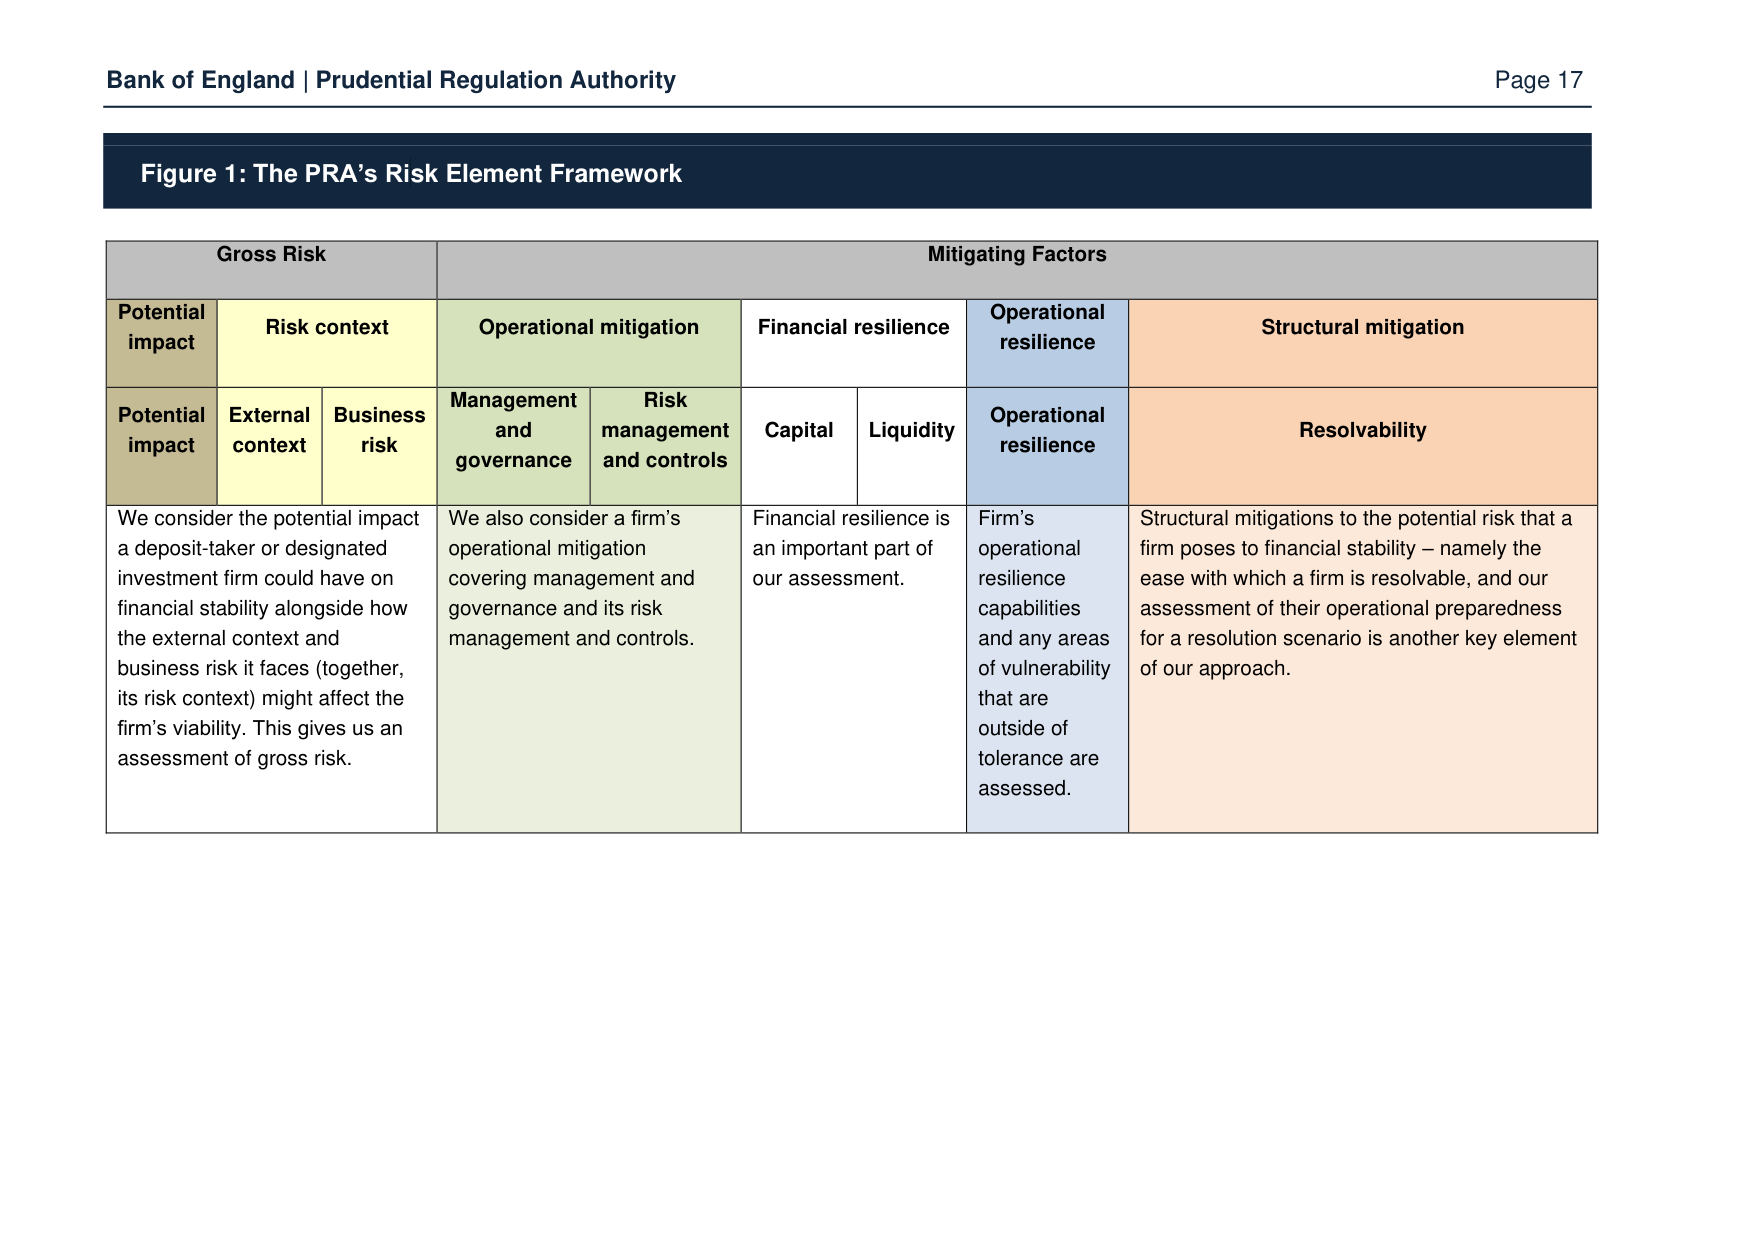 Bank of England | Prudential Regulation Authority
Page 17
Figure 1: The PRA’s Risk Element Framework
Gross Risk
Mitigating Factors
Potential
impact
Risk context
Operational mitigation
Financial resilience
Operational
resilience
Structural mitigation
Potential
impact
External
context
Business
risk
Management
and
governance
Risk
management
and controls
Capital
Liquidity
Operational
resilience
Resolvability
We consider the potential impact
a deposit-taker or designated
investment firm could have on
financial stability alongside how
the external context and
business risk it faces (together,
its risk context) might affect the
firm’s viability. This gives us an
assessment of gross risk.
We also consider a firm’s
operational mitigation
covering management and
governance and its risk
management and controls.
Financial resilience is
an important part of
our assessment.
Firm’s
operational
resilience
capabilities
and any areas
of vulnerability
that are
outside of
tolerance are
assessed.
Structural mitigations to the potential risk that a
firm poses to financial stability – namely the
ease with which a firm is resolvable, and our
assessment of their operational preparedness
for a resolution scenario is another key element
of our approach.